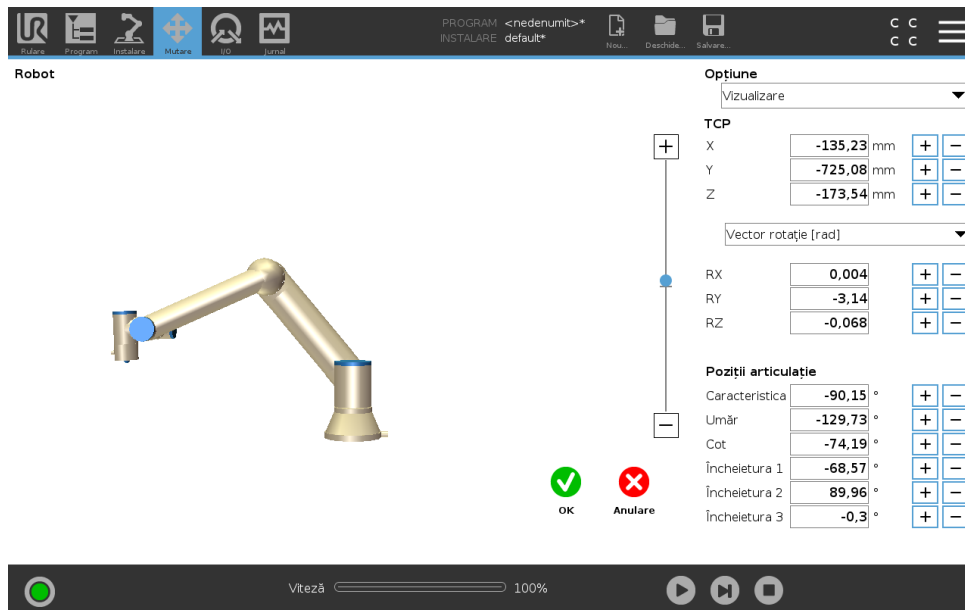 UR
Rulare
Program
Instalare
Mutare
I/O
Jurnal
PROGRAM <nedenumit>*
INSTALARE default*
Nou...
Deschide...
Salvare...
C C
C C
Robot
Opțiune
Vizualizare
TCP
X -135,23 mm + −
Y -725,08 mm + −
Z -173,54 mm + −
Vector rotație [rad]
RX 0,004 + −
RY -3,14 + −
RZ -0,068 + −
Poziții articulație
Caracteristica -90,15 ° + −
Umăr -129,73 ° + −
Cot -74,19 ° + −
Încheietura 1 -68,57 ° + −
Încheietura 2 89,96 ° + −
Încheietura 3 -0,3 ° + −
+
−
OK
Anulare
Viteză 100%